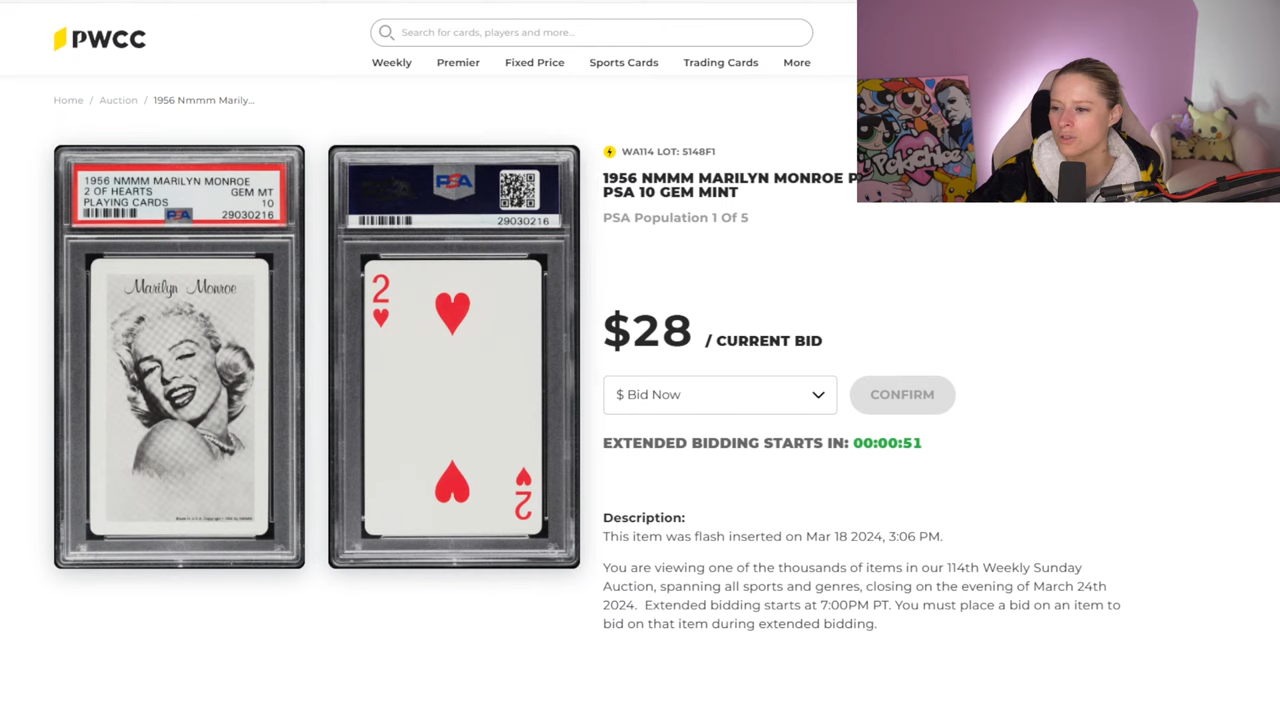 PWCC
Search for cards, players and more...
Weekly Premier Fixed Price Sports Cards Trading Cards More
Home / Auction / 1956 Nmmm Marily...
1956 NMMM MARILYN MONROE
2 OF HEARTS GEM MT
PLAYING CARDS 10
PSA 29030216
Marilyn Monroe
PSA
29030216
2
2
WA114 LOT: 5148F1
1956 NMMM MARILYN MONROE P
PSA 10 GEM MINT
PSA Population 1 Of 5
$28 / CURRENT BID
$ Bid Now
CONFIRM
EXTENDED BIDDING STARTS IN: 00:00:51
Description:
This item was flash inserted on Mar 18 2024, 3:06 PM.
You are viewing one of the thousands of items in our 114th Weekly Sunday
Auction, spanning all sports and genres, closing on the evening of March 24th
2024. Extended bidding starts at 7:00PM PT. You must place a bid on an item to
bid on that item during extended bidding.